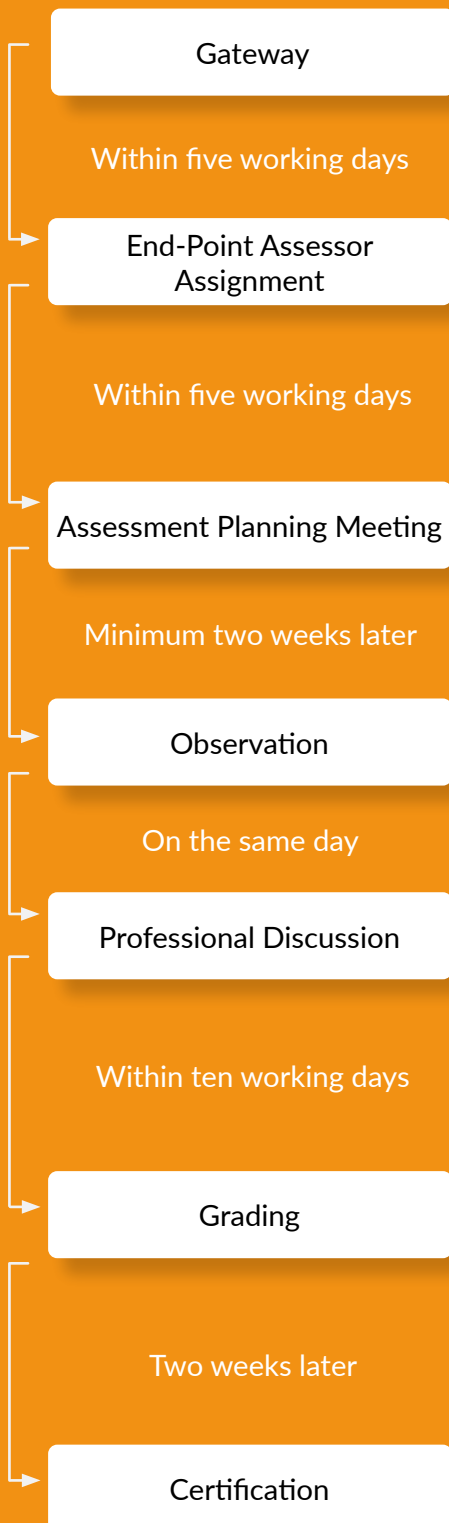 Gateway
Within five working days
End-Point Assessor
Assignment
Within five working days
Assessment Planning Meeting
Minimum two weeks later
Observation
On the same day
Professional Discussion
Within ten working days
Grading
Two weeks later
Certification